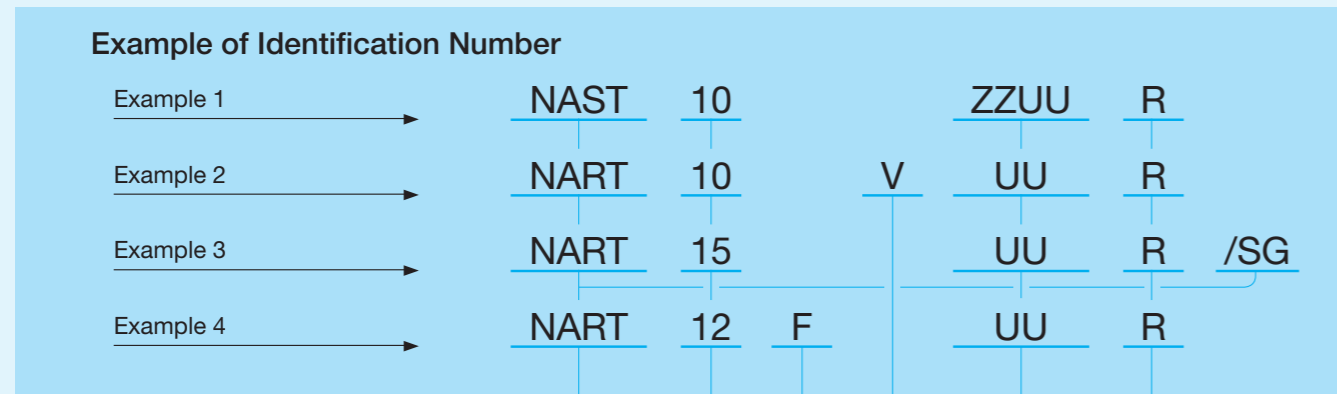 Example of Identification Number
Example 1 NAST 10 ZZUU R
Example 2 NART 10 V UU R
Example 3 NART 15 UU R /SG
Example 4 NART 12 F UU R